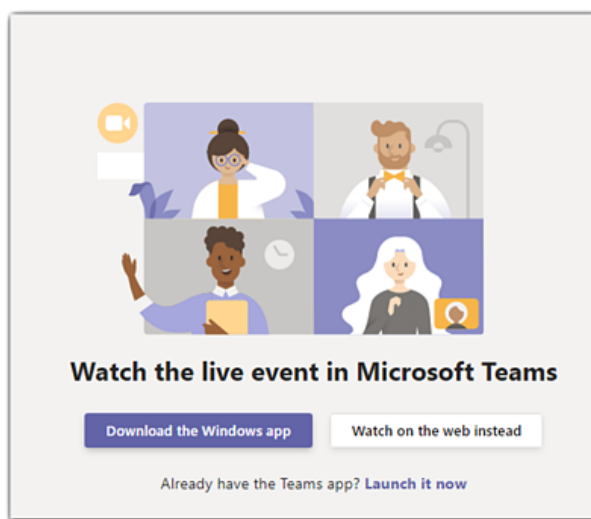 Watch the live event in Microsoft Teams
Download the Windows app
Watch on the web instead
Already have the Teams app? Launch it now